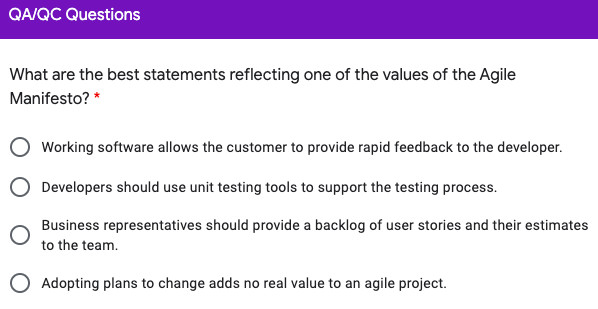 QA/QC Questions
What are the best statements reflecting one of the values of the Agile
Manifesto? *
Working software allows the customer to provide rapid feedback to the developer.
Developers should use unit testing tools to support the testing process.
Business representatives should provide a backlog of user stories and their estimates
to the team.
Adopting plans to change adds no real value to an agile project.